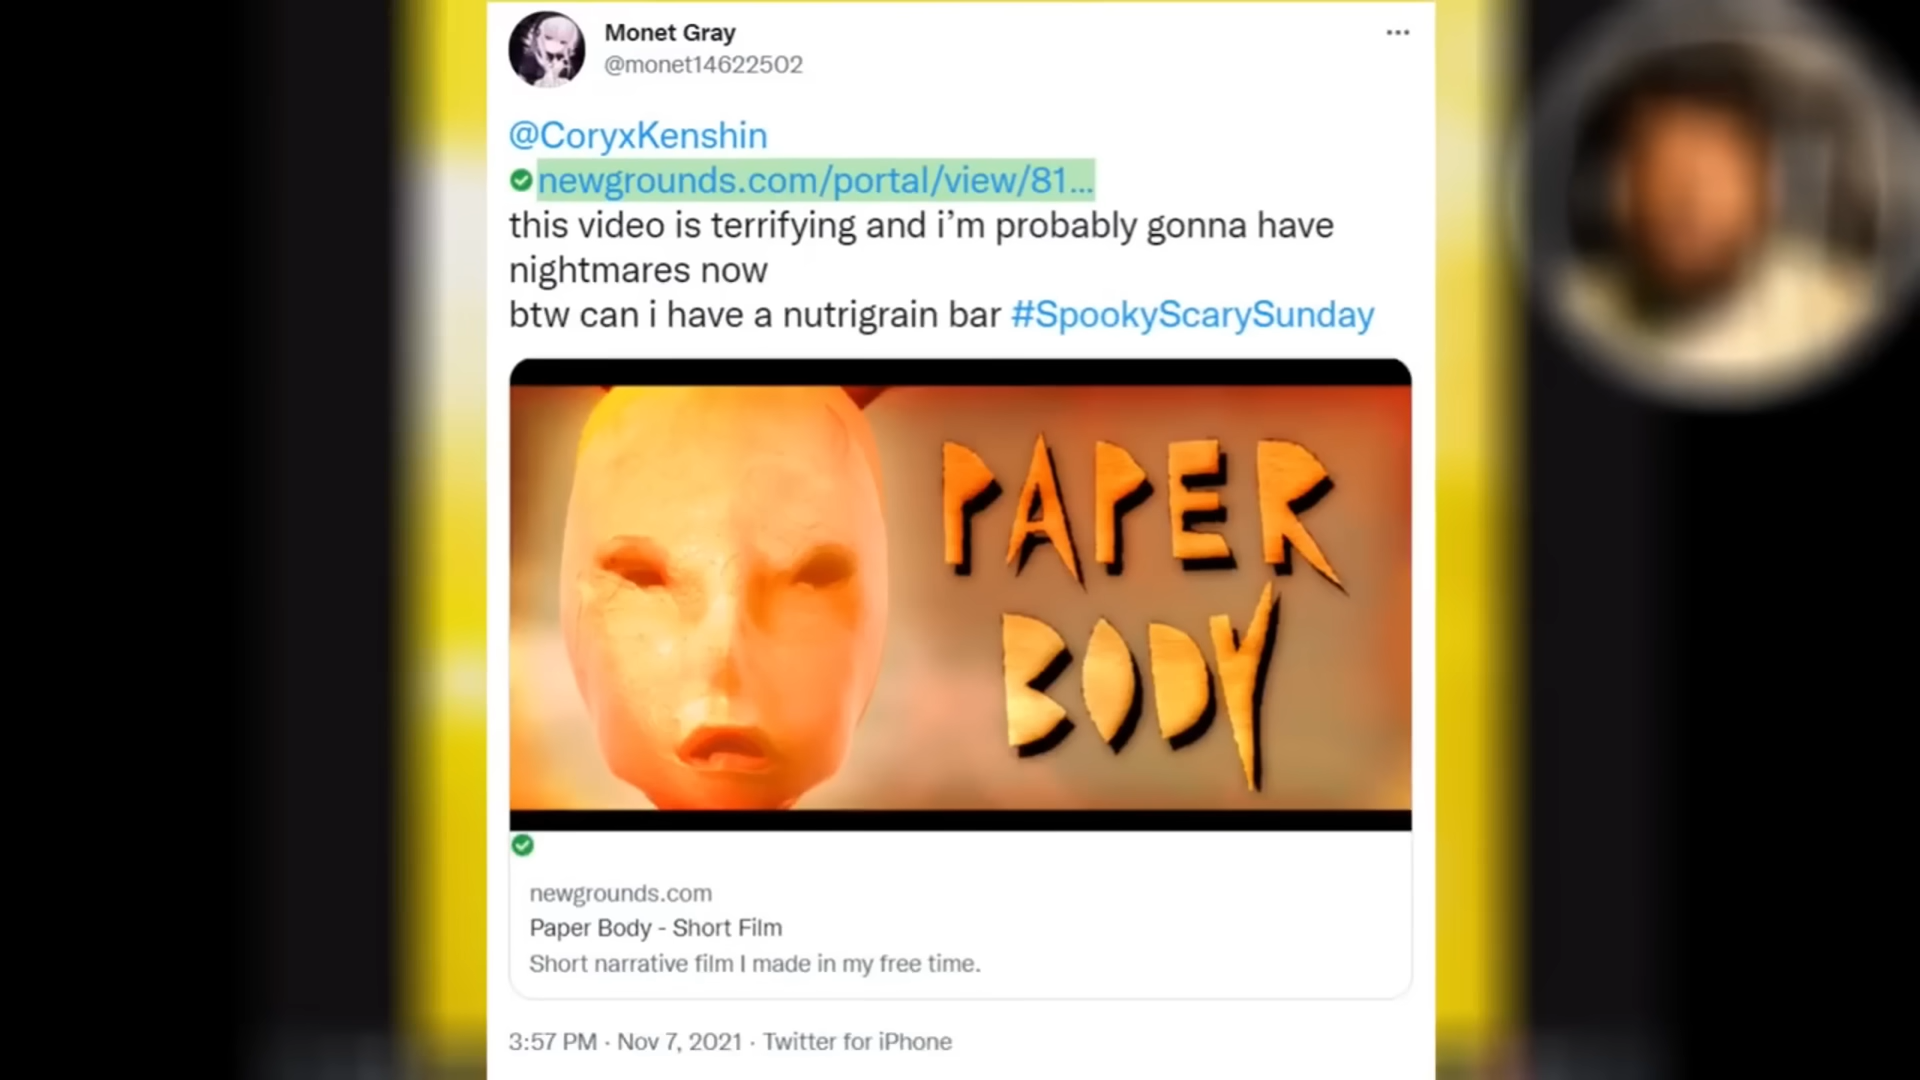 Monet Gray
@monet14622502
@CoryxKenshin
newgrounds.com/portal/view/81...
this video is terrifying and i’m probably gonna have
nightmares now
btw can i have a nutrigrain bar #SpookyScarySunday
PAPER
BODY
newgrounds.com
Paper Body - Short Film
Short narrative film I made in my free time.
3:57 PM · Nov 7, 2021 · Twitter for iPhone